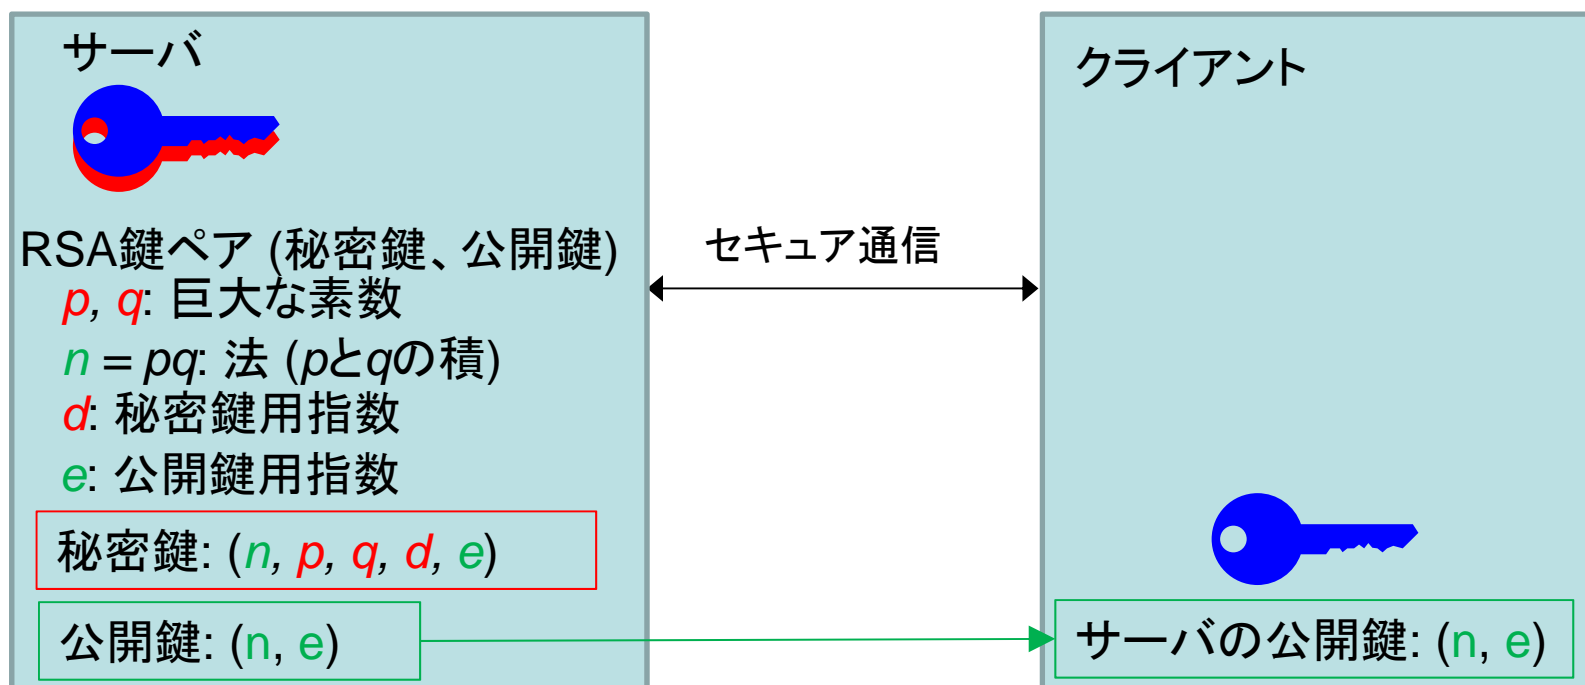 サーバ
RSA鍵ペア (秘密鍵、公開鍵)
p, q: 巨大な素数
n = pq: 法 (pとqの積)
d: 秘密鍵用指数
e: 公開鍵用指数
秘密鍵: (n, p, q, d, e)
公開鍵: (n, e)
セキュア通信
クライアント
サーバの公開鍵: (n, e)